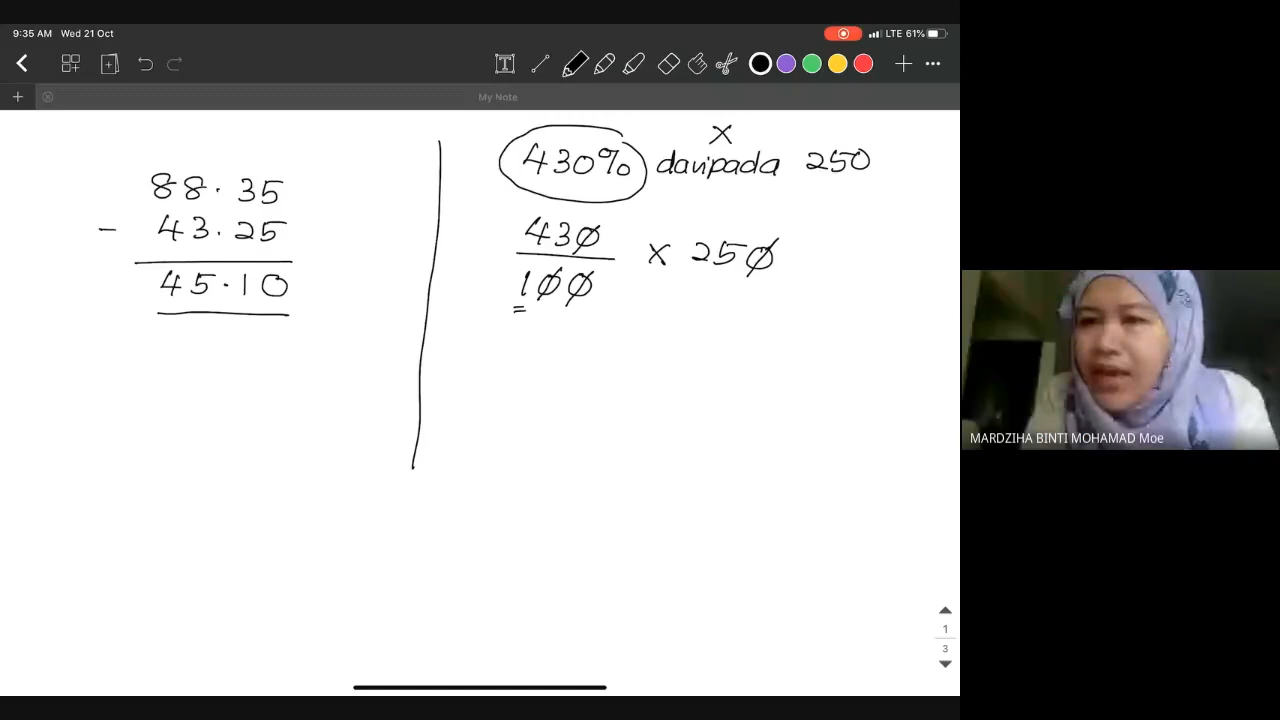 9:35 AM Wed 21 Oct
LTE 61%
My Note
88.35
- 43.25
45.10
x
430% daripada 250
430
x 250
100
=
MARDZIHA BINTI MOHAMAD Moe
1
3